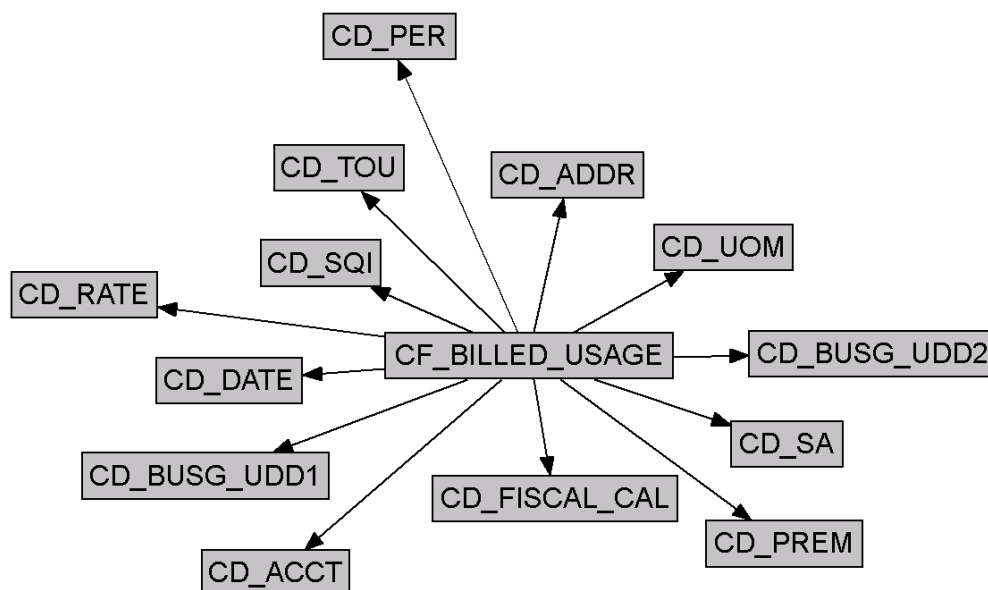 CD_PER
CD_TOU
CD_ADDR
CD_SQI
CD_UOM
CD_RATE
CF_BILLED_USAGE
CD_BUSG_UDD2
CD_DATE
CD_SA
CD_BUSG_UDD1
CD_FISCAL_CAL
CD_PREM
CD_ACCT